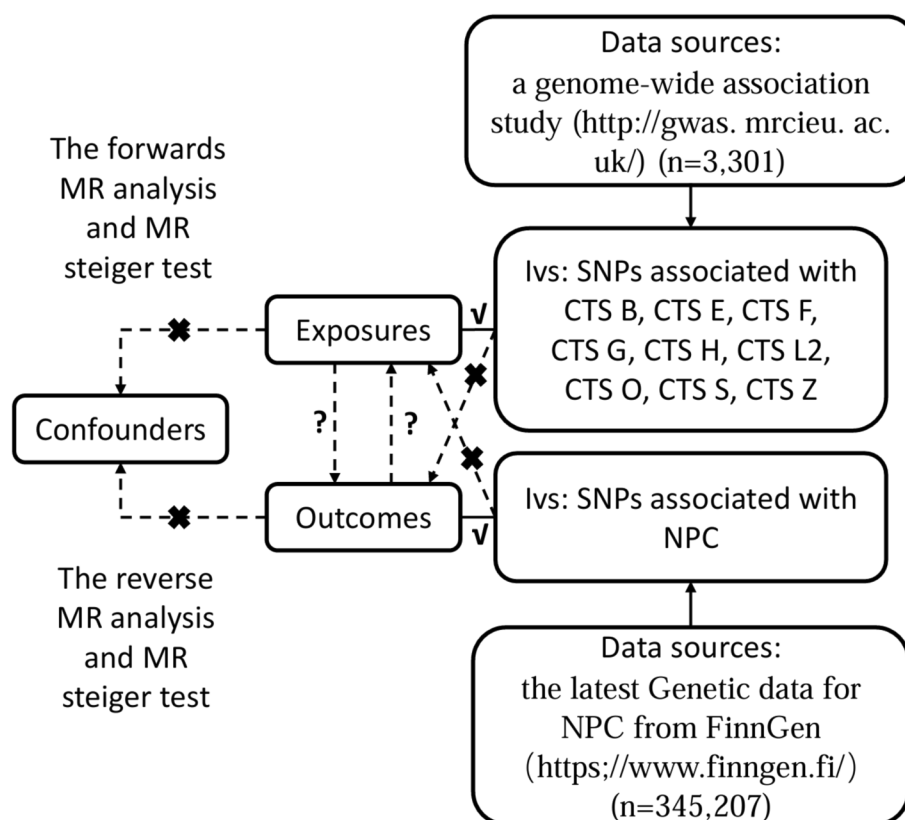 Data sources:
a genome-wide association
study (http://gwas. mrcieu. ac.
uk/) (n=3,301)
The forwards
MR analysis
and MR
steiger test
Ivs: SNPs associated with
CTS B, CTS E, CTS F,
CTS G, CTS H, CTS L2,
CTS O, CTS S, CTS Z
√
Exposures
Confounders
?
?
Outcomes
√
Ivs: SNPs associated with
NPC
The reverse
MR analysis
and MR
steiger test
Data sources:
the latest Genetic data for
NPC from FinnGen
(https;//www.finngen.fi/)
(n=345,207)